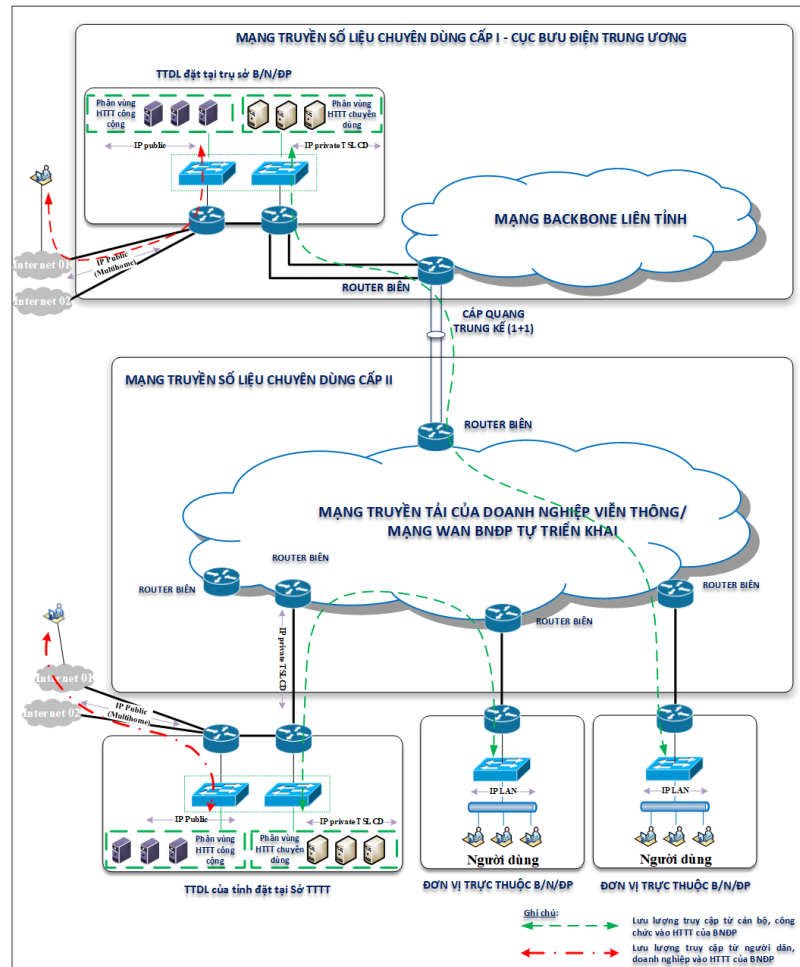 MẠNG TRUYỀN SỐ LIỆU CHUYÊN DÙNG CẤP I - CỤC BƯU ĐIỆN TRUNG ƯƠNG
TTDL đặt tại trụ sở B/N/ĐP
Phân vùng
HTTT công
cộng
Phân vùng
HTTT chuyên
dùng
IP public
IP private TSLCD
MẠNG BACKBONE LIÊN TỈNH
Internet 01
IP Public
(Multihome)
Internet 02
ROUTER BIÊN
CÁP QUANG
TRUNG KẾ (1+1)
MẠNG TRUYỀN SỐ LIỆU CHUYÊN DÙNG CẤP II
ROUTER BIÊN
MẠNG TRUYỀN TẢI CỦA DOANH NGHIỆP VIỄN THÔNG/
MẠNG WAN BNĐP TỰ TRIỂN KHAI
ROUTER BIÊN
ROUTER BIÊN
ROUTER BIÊN
ROUTER BIÊN
IP private TSLCD
Internet 01
IP Public
(Multihome)
Internet 02
IP Public
IP private TSLCD
Phân vùng
HTTT công
cộng
Phân vùng
HTTT chuyên
dùng
TTDL của tỉnh đặt tại Sở TTTT
IP LAN
Người dùng
ĐƠN VỊ TRỰC THUỘC B/N/ĐP
IP LAN
Người dùng
ĐƠN VỊ TRỰC THUỘC B/N/ĐP
Ghi chú:
Lưu lượng truy cập từ cán bộ, công
chức vào HTTT của BNĐP
Lưu lượng truy cập từ người dân,
doanh nghiệp vào HTTT của BNĐP